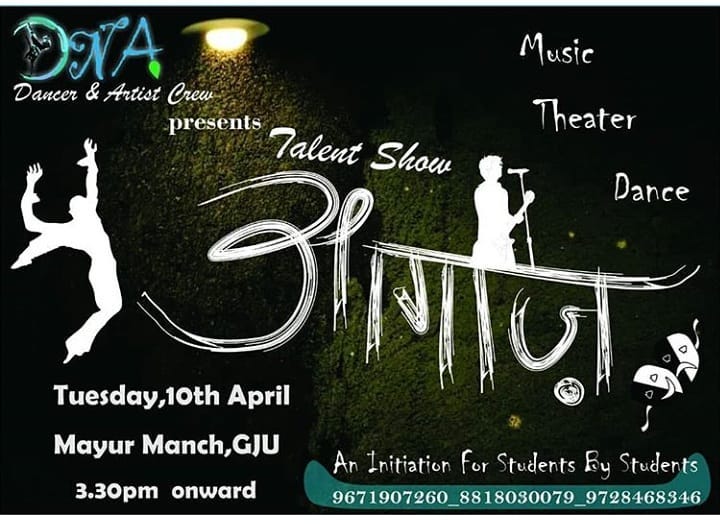 DNA
Dancer & Artist Crew
presents
Talent Show
आगाज़
Music
Theater
Dance
Tuesday,10th April
Mayur Manch,GJU
3.30pm onward
An Initiation For Students By Students
9671907260_8818030079_9728468346